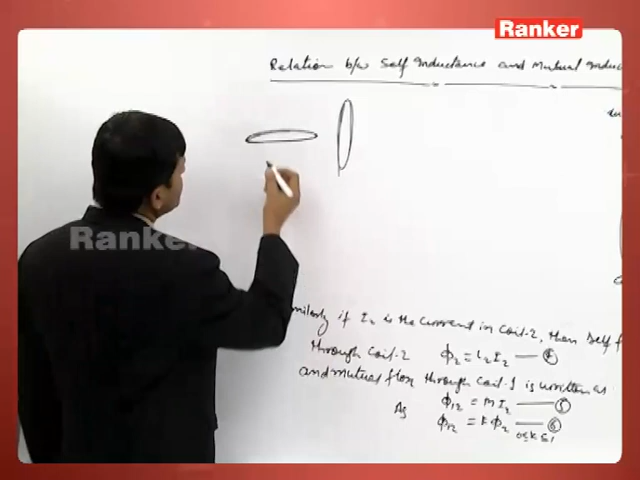 Ranker
Relation b/w Self Inductance and Mutual Induc
Ranker
milarly if I₂ is the current in coil-2, then self f
through coil-2 ϕ₂ = L₂I₂ —— ④
and mutual flux through coil-1 is written as
ϕ₁₂ = MI₂ —— ⑤
As ϕ₁₂ = kϕ₂ —— ⑥
0≤k≤1